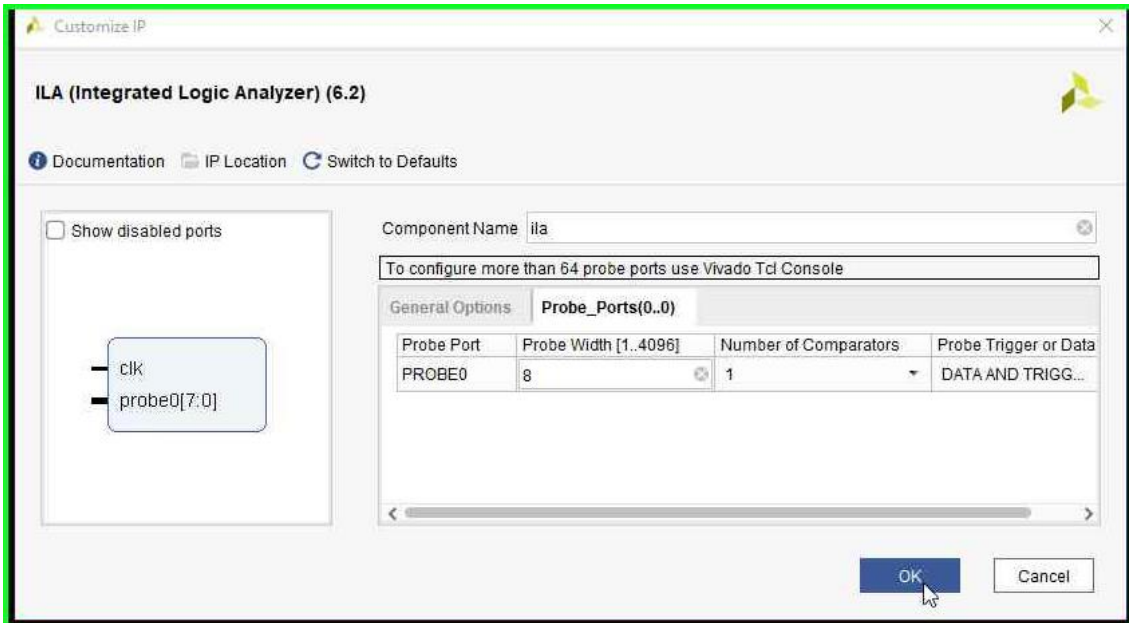 Customize IP
ILA (Integrated Logic Analyzer) (6.2)
Documentation IP Location Switch to Defaults
Show disabled ports
clk
probe0[7:0]
Component Name ila
To configure more than 64 probe ports use Vivado Tcl Console
General Options Probe_Ports(0..0)
Probe Port Probe Width [1..4096] Number of Comparators Probe Trigger or Data
PROBE0 8 1 DATA AND TRIGG...
OK Cancel